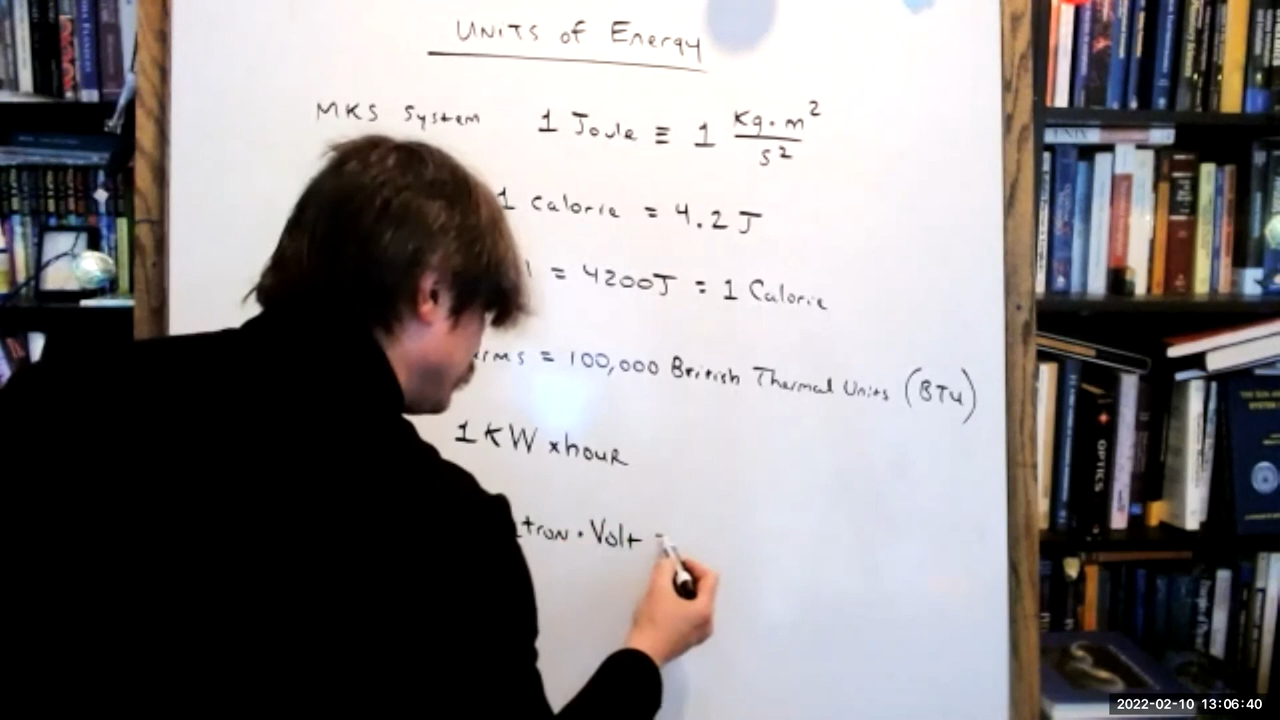 Units of Energy
MKS System 1 Joule ≡ 1 Kg·m²/s²
1 calorie = 4.2 J
= 4200J = 1 Calorie
= 100,000 British Thermal Units (BTU)
1 KW × hour
· Volt
OPTICS
2022-02-10 13:06:40